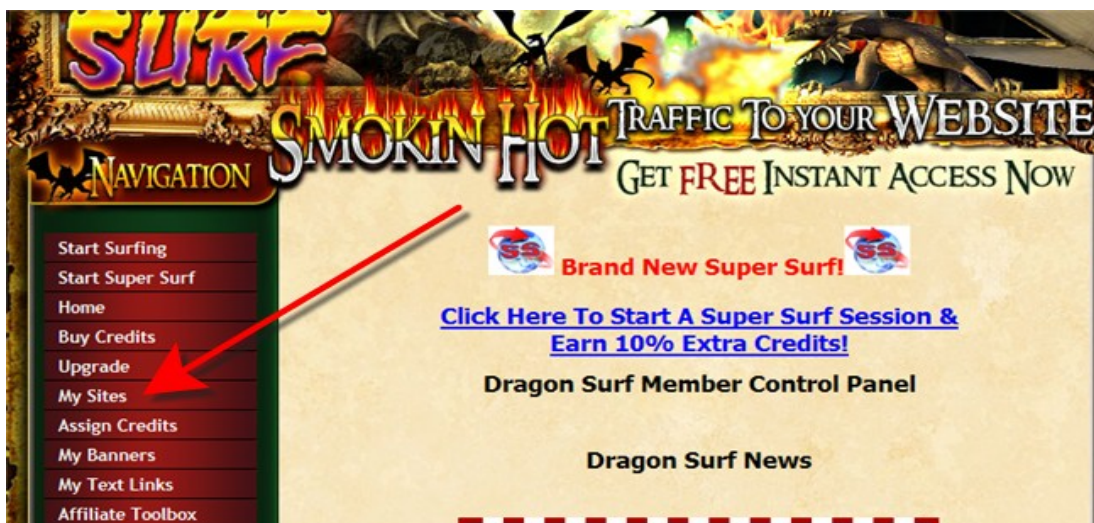 SURF
SMOKIN HOT TRAFFIC TO YOUR WEBSITE
GET FREE INSTANT ACCESS NOW
NAVIGATION
Start Surfing
Start Super Surf
Home
Buy Credits
Upgrade
My Sites
Assign Credits
My Banners
My Text Links
Affiliate Toolbox
SS Brand New Super Surf! SS
Click Here To Start A Super Surf Session &
Earn 10% Extra Credits!
Dragon Surf Member Control Panel
Dragon Surf News